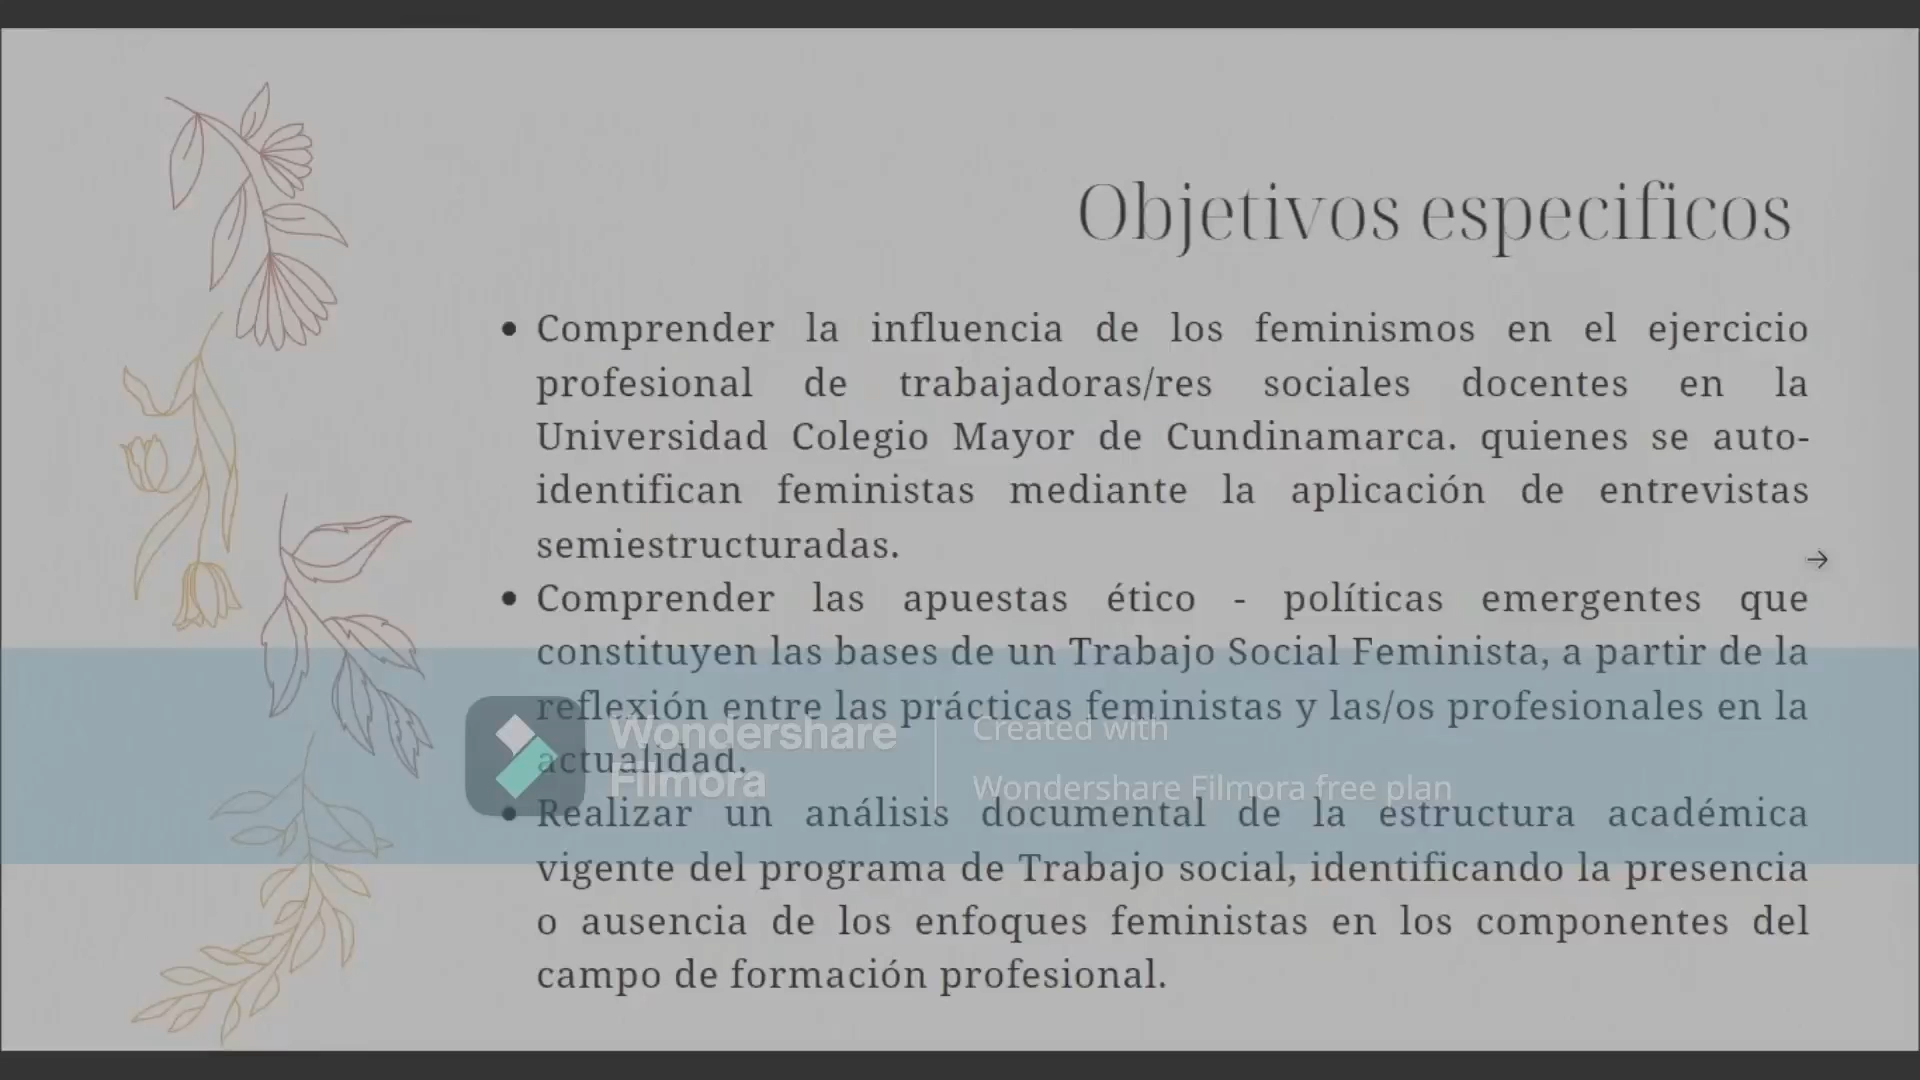 Objetivos especificos
• Comprender la influencia de los feminismos en el ejercicio
profesional de trabajadoras/res sociales docentes en la
Universidad Colegio Mayor de Cundinamarca. quienes se auto-
identifican feministas mediante la aplicación de entrevistas
semiestructuradas.
• Comprender las apuestas ético - políticas emergentes que
constituyen las bases de un Trabajo Social Feminista, a partir de la
reflexión entre las prácticas feministas y las/os profesionales en la
actualidad.
• Realizar un análisis documental de la estructura académica
vigente del programa de Trabajo social, identificando la presencia
o ausencia de los enfoques feministas en los componentes del
campo de formación profesional.
Wondershare
Filmora
Created with
Wondershare Filmora free plan